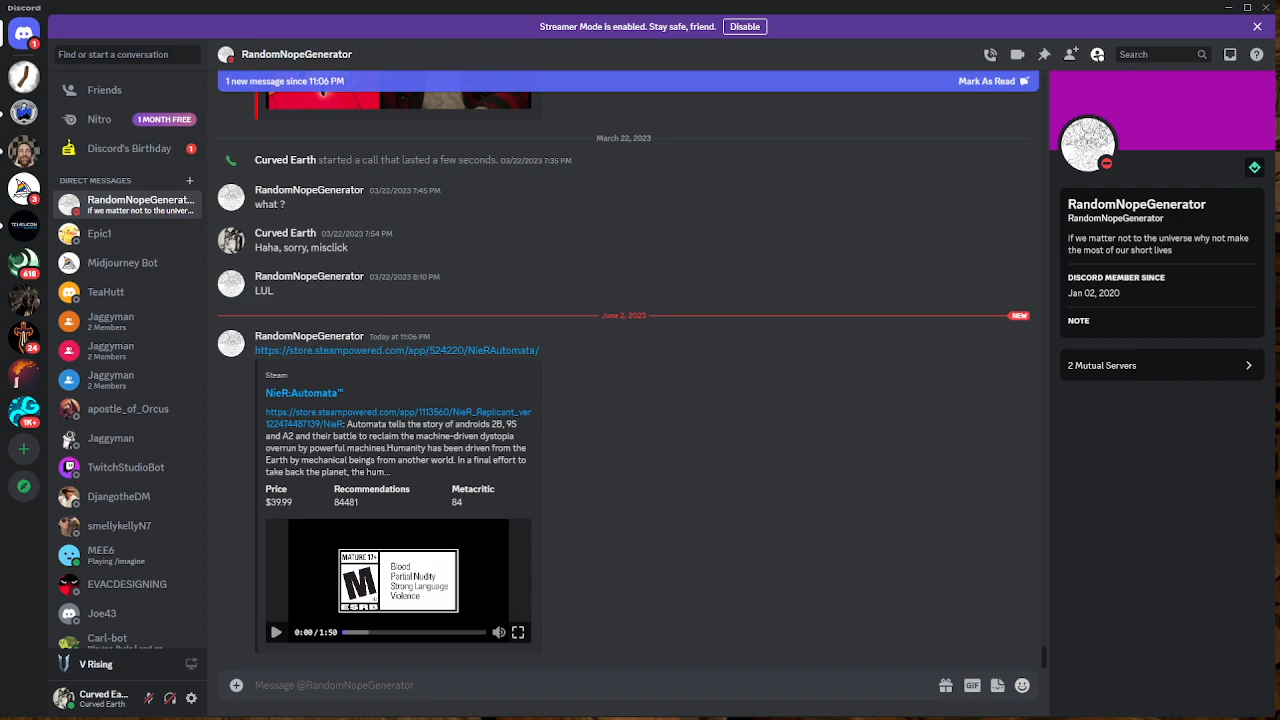 Discord
Streamer Mode is enabled. Stay safe, friend.
Disable
1
Find or start a conversation
RandomNopeGenerator
Search
Friends
Nitro
1 MONTH FREE
Discord's Birthday
1
DIRECT MESSAGES
RandomNopeGenerat...
if we matter not to the univer...
Epic1
Midjourney Bot
TeaHutt
Jaggyman
2 Members
Jaggyman
2 Members
Jaggyman
2 Members
apostle_of_Orcus
Jaggyman
TwitchStudioBot
DjangotheDM
smellykellyN7
MEE6
Playing /imagine
EVACDESIGNING
Joe43
Carl-bot
V Rising
Curved Ea...
Curved Earth
3
618
24
1K+
1 new message since 11:06 PM
Mark As Read
March 22, 2023
Curved Earth started a call that lasted a few seconds. 03/22/2023 7:35 PM
RandomNopeGenerator 03/22/2023 7:45 PM
what ?
Curved Earth 03/22/2023 7:54 PM
Haha, sorry, misclick
RandomNopeGenerator 03/22/2023 8:10 PM
LUL
June 2, 2023
NEW
RandomNopeGenerator Today at 11:06 PM
https://store.steampowered.com/app/524220/NieRAutomata/
Steam
NieR:Automata™
https://store.steampowered.com/app/1113560/NieR_Replicant_ver
122474487139/NieR: Automata tells the story of androids 2B, 9S
and A2 and their battle to reclaim the machine-driven dystopia
overrun by powerful machines.Humanity has been driven from the
Earth by mechanical beings from another world. In a final effort to
take back the planet, the hum...
Price Recommendations Metacritic
$39.99 84481 84
MATURE 17+
M
ESRB
Blood
Partial Nudity
Strong Language
Violence
0:00/1:50
Message @RandomNopeGenerator
GIF
RandomNopeGenerator
RandomNopeGenerator
if we matter not to the universe why not make
the most of our short lives
DISCORD MEMBER SINCE
Jan 02, 2020
NOTE
2 Mutual Servers